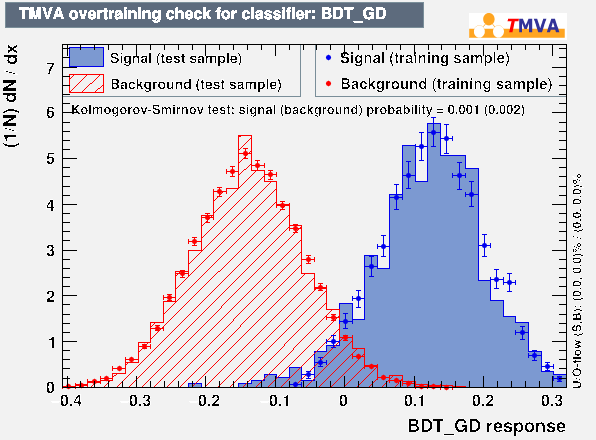 TMVA overtraining check for classifier: BDT_GD
TMVA
(1/N) dN / dx
Signal (test sample)
Background (test sample)
Signal (training sample)
Background (training sample)
Kolmogorov-Smirnov test: signal (background) probability = 0.001 (0.002)
7
6
5
4
3
2
1
0
-0.4 -0.3 -0.2 -0.1 0 0.1 0.2 0.3
BDT_GD response
U/O-flow (S,B): (0.0, 0.0)% / (0.0, 0.0)%